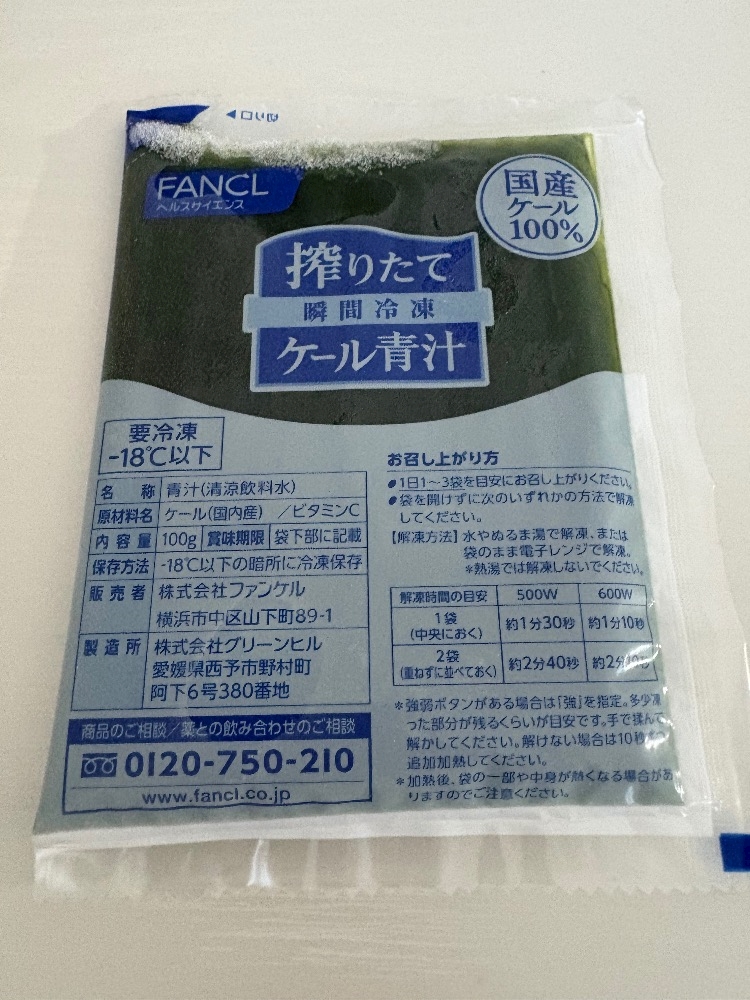 FANCL
ヘルスサイエンス
国産
ケール
100%
搾りたて
瞬間冷凍
ケール青汁
要冷凍
-18℃以下
名称 青汁(清涼飲料水)
原材料名 ケール(国内産) /ビタミンC
内容量 100g 賞味期限 袋下部に記載
保存方法 -18℃以下の暗所に冷凍保存
販売者 株式会社ファンケル
横浜市中区山下町89-1
製造所 株式会社グリーンヒル
愛媛県西予市野村町
阿下6号380番地
商品のご相談/薬との飲み合わせのご相談
0120-750-210
www.fancl.co.jp
お召し上がり方
●1日1~3袋を目安にお召し上がりください。
●袋を開けずに次のいずれかの方法で解凍
してください。
【解凍方法】水やぬるま湯で解凍、または
袋のまま電子レンジで解凍。
*熱湯では解凍しないでください。
解凍時間の目安 500W 600W
1袋
(中央におく) 約1分30秒 約1分10秒
2袋
(重ねずに並べておく) 約2分40秒 約2分
*強弱ボタンがある場合は「強」を指定。多少凍
った部分が残るくらいが目安です。手で揉んで
解かしてください。解けない場合は10秒
追加加熱してください。
*加熱後、袋の一部や中身が熱くなる場合があ
りますのでご注意ください。